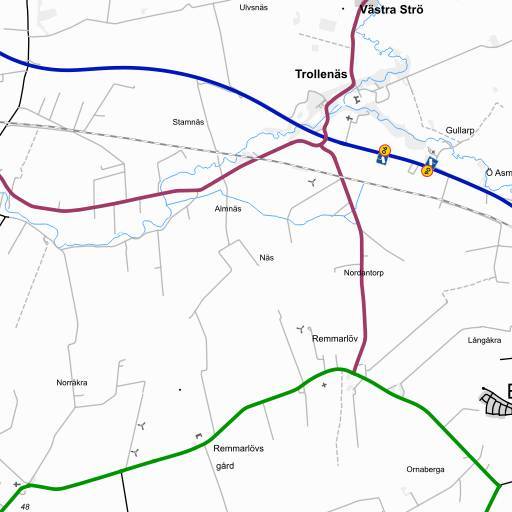 Ulvsnäs
Västra Strö
Trollenäs
Stamnäs
Gullarp
Ö Asm
Almnäs
Näs
Nordantorp
Remmarlöv
Långåkra
Norråkra
Remmarlövs
gård
Ornaberga
48